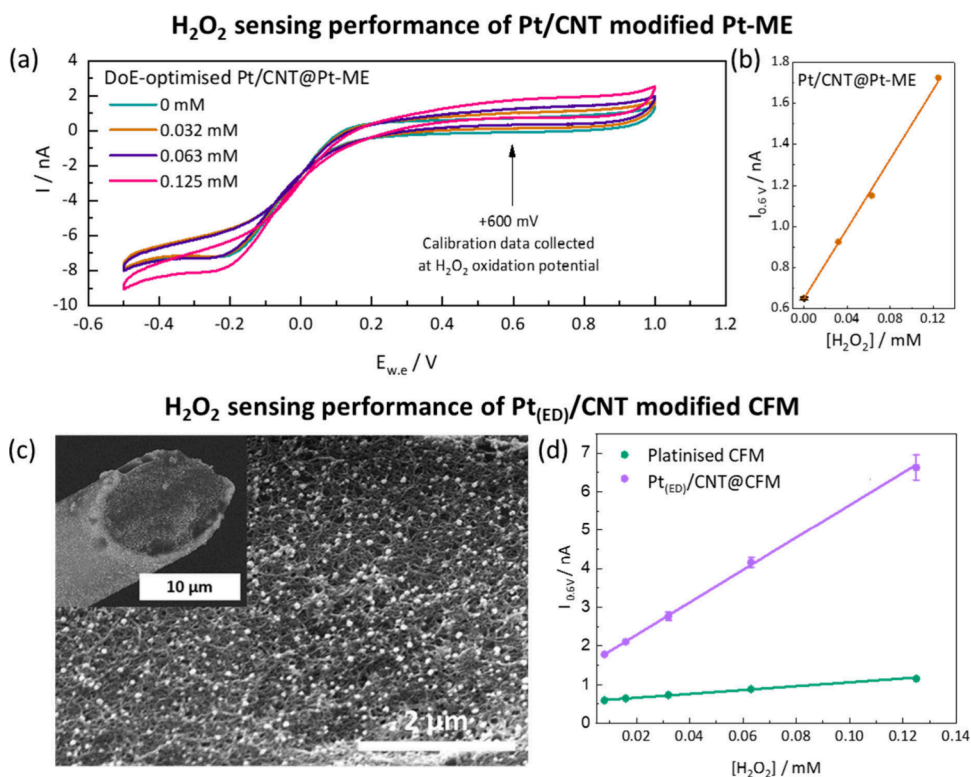 H₂O₂ sensing performance of Pt/CNT modified Pt-ME
(a)
DoE-optimised Pt/CNT@Pt-ME
0 mM
0.032 mM
0.063 mM
0.125 mM
+600 mV
Calibration data collected
at H₂O₂ oxidation potential
4
2
0
-2
-4
-6
-8
-10
I / nA
-0.6
-0.4
-0.2
0.0
0.2
0.4
0.6
0.8
1.0
1.2
E_w.e / V
(b)
Pt/CNT@Pt-ME
1.8
1.6
1.4
1.2
1.0
0.8
0.6
I_0.6 V / nA
0.00
0.04
0.08
0.12
[H₂O₂] / mM
H₂O₂ sensing performance of Pt(ED)/CNT modified CFM
(c)
10 μm
2 μm
(d)
Platinised CFM
Pt(ED)/CNT@CFM
7
6
5
4
3
2
1
0
I_0.6V / nA
0.02
0.04
0.06
0.08
0.10
0.12
0.14
[H₂O₂] / mM